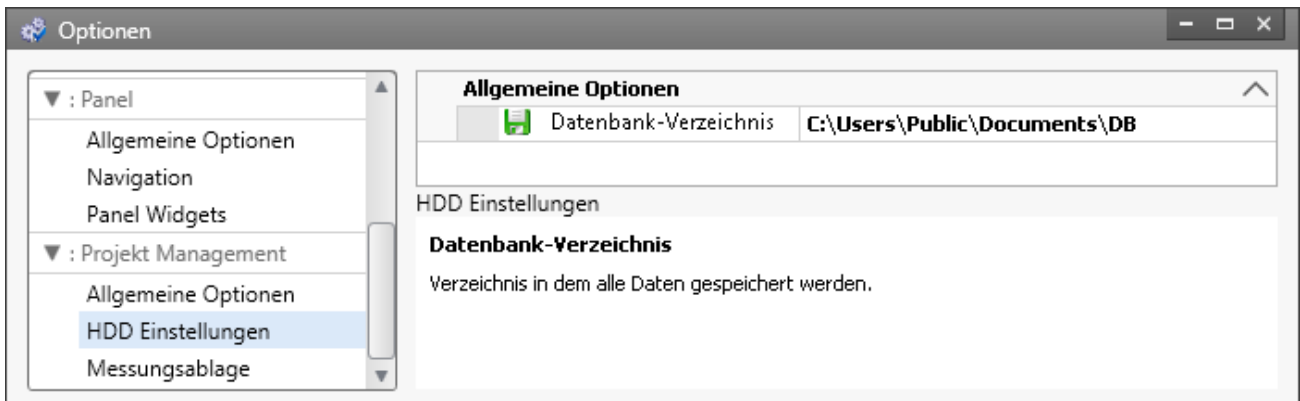 Optionen
▼ : Panel
Allgemeine Optionen
Navigation
Panel Widgets
▼ : Projekt Management
Allgemeine Optionen
HDD Einstellungen
Messungsablage
Allgemeine Optionen
Datenbank-Verzeichnis C:\Users\Public\Documents\DB
HDD Einstellungen
Datenbank-Verzeichnis
Verzeichnis in dem alle Daten gespeichert werden.